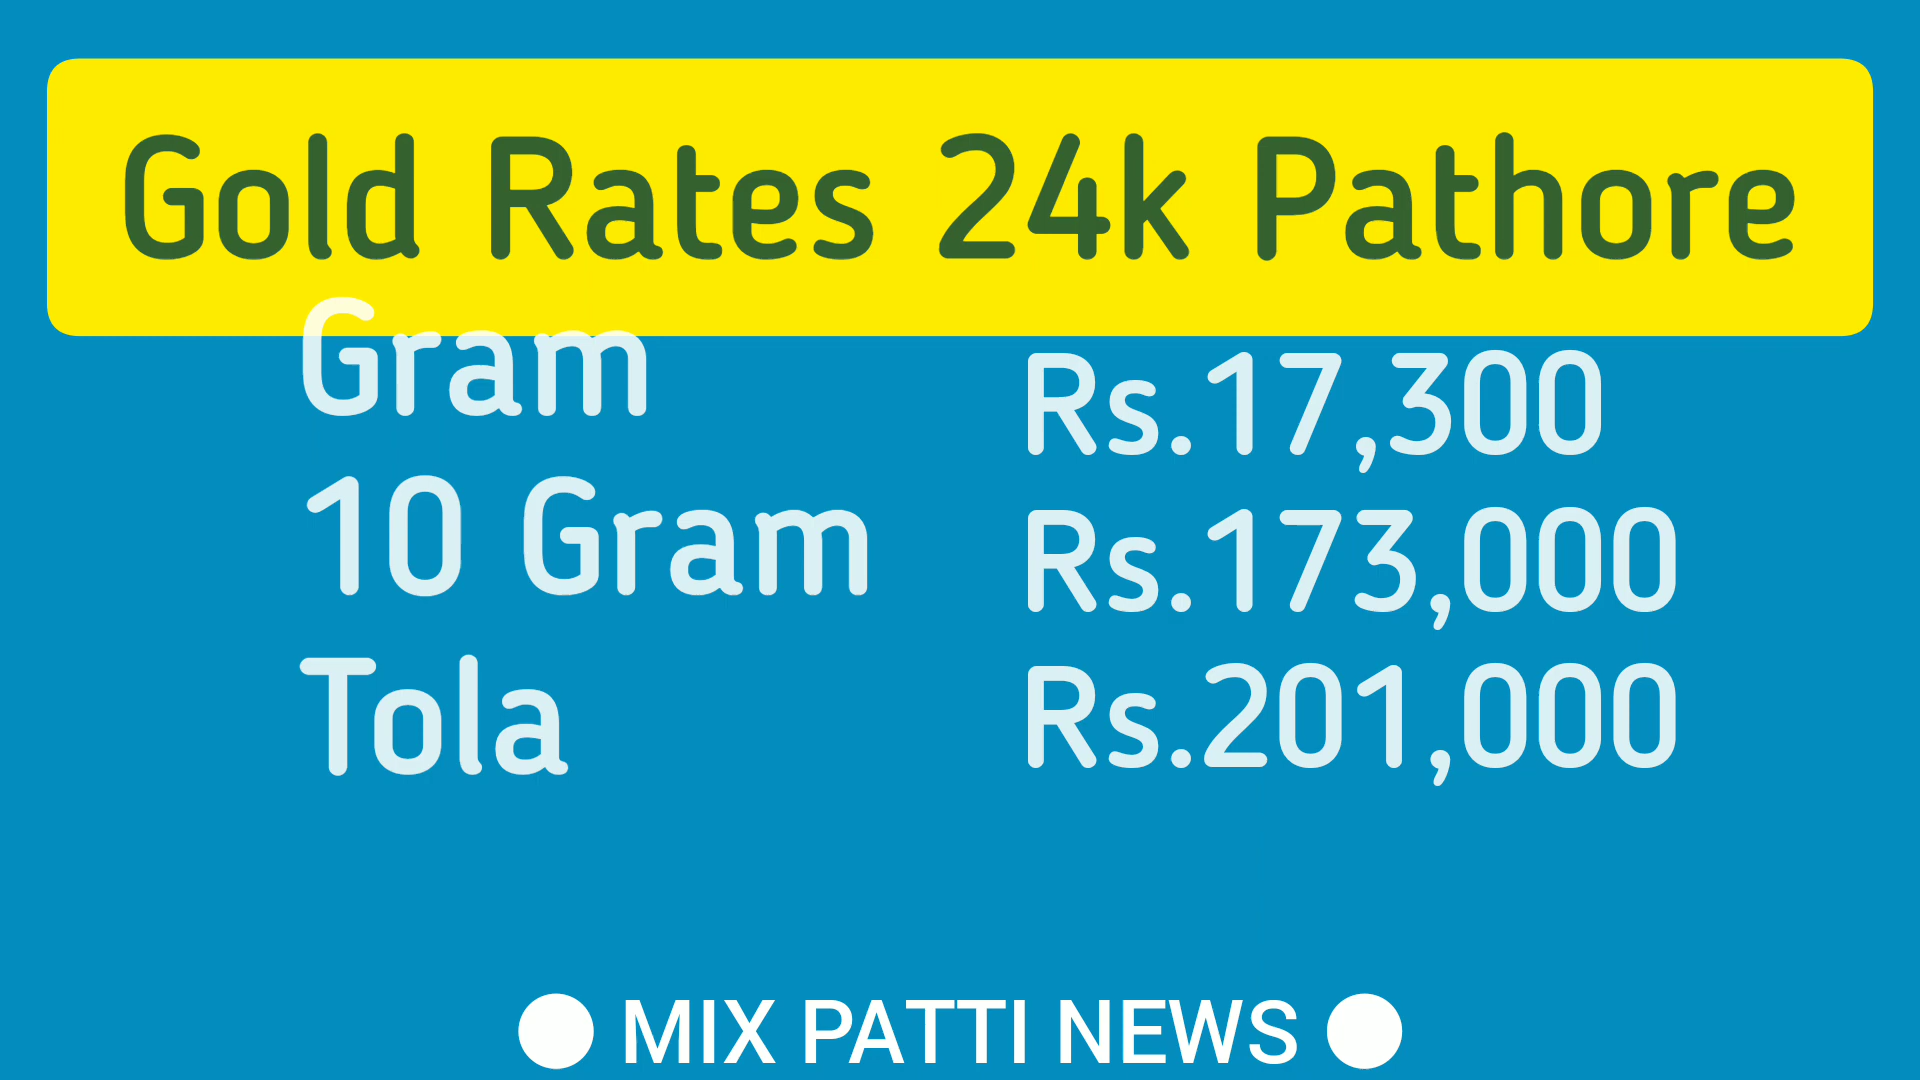 Gold Rates 24k Pathore
Gram Rs.17,300
10 Gram Rs.173,000
Tola Rs.201,000
MIX PATTI NEWS